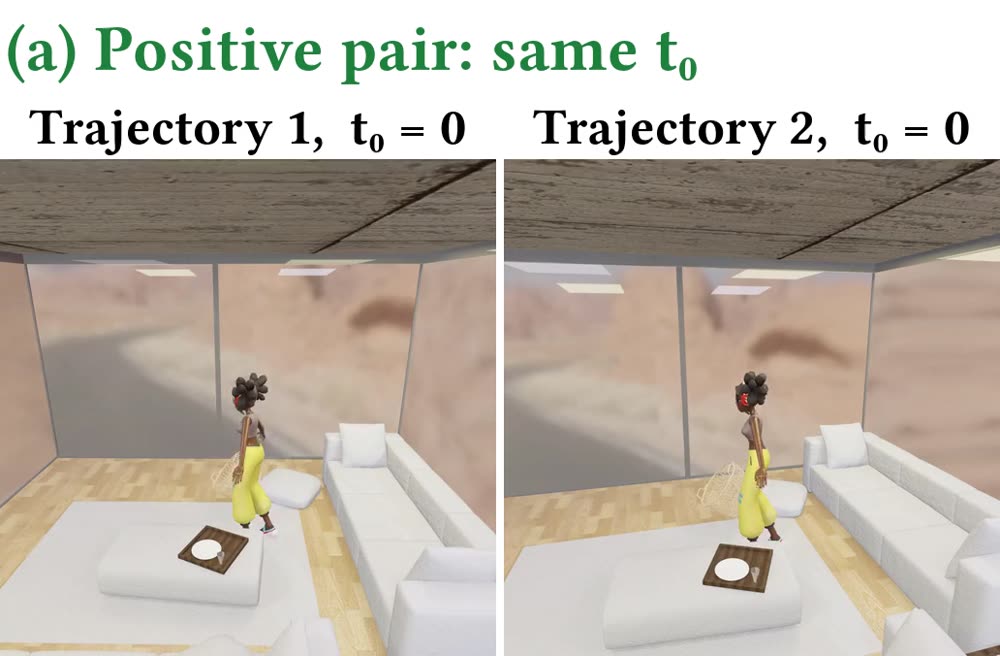 (a) Positive pair: same t₀
Trajectory 1, t₀ = 0
Trajectory 2, t₀ = 0